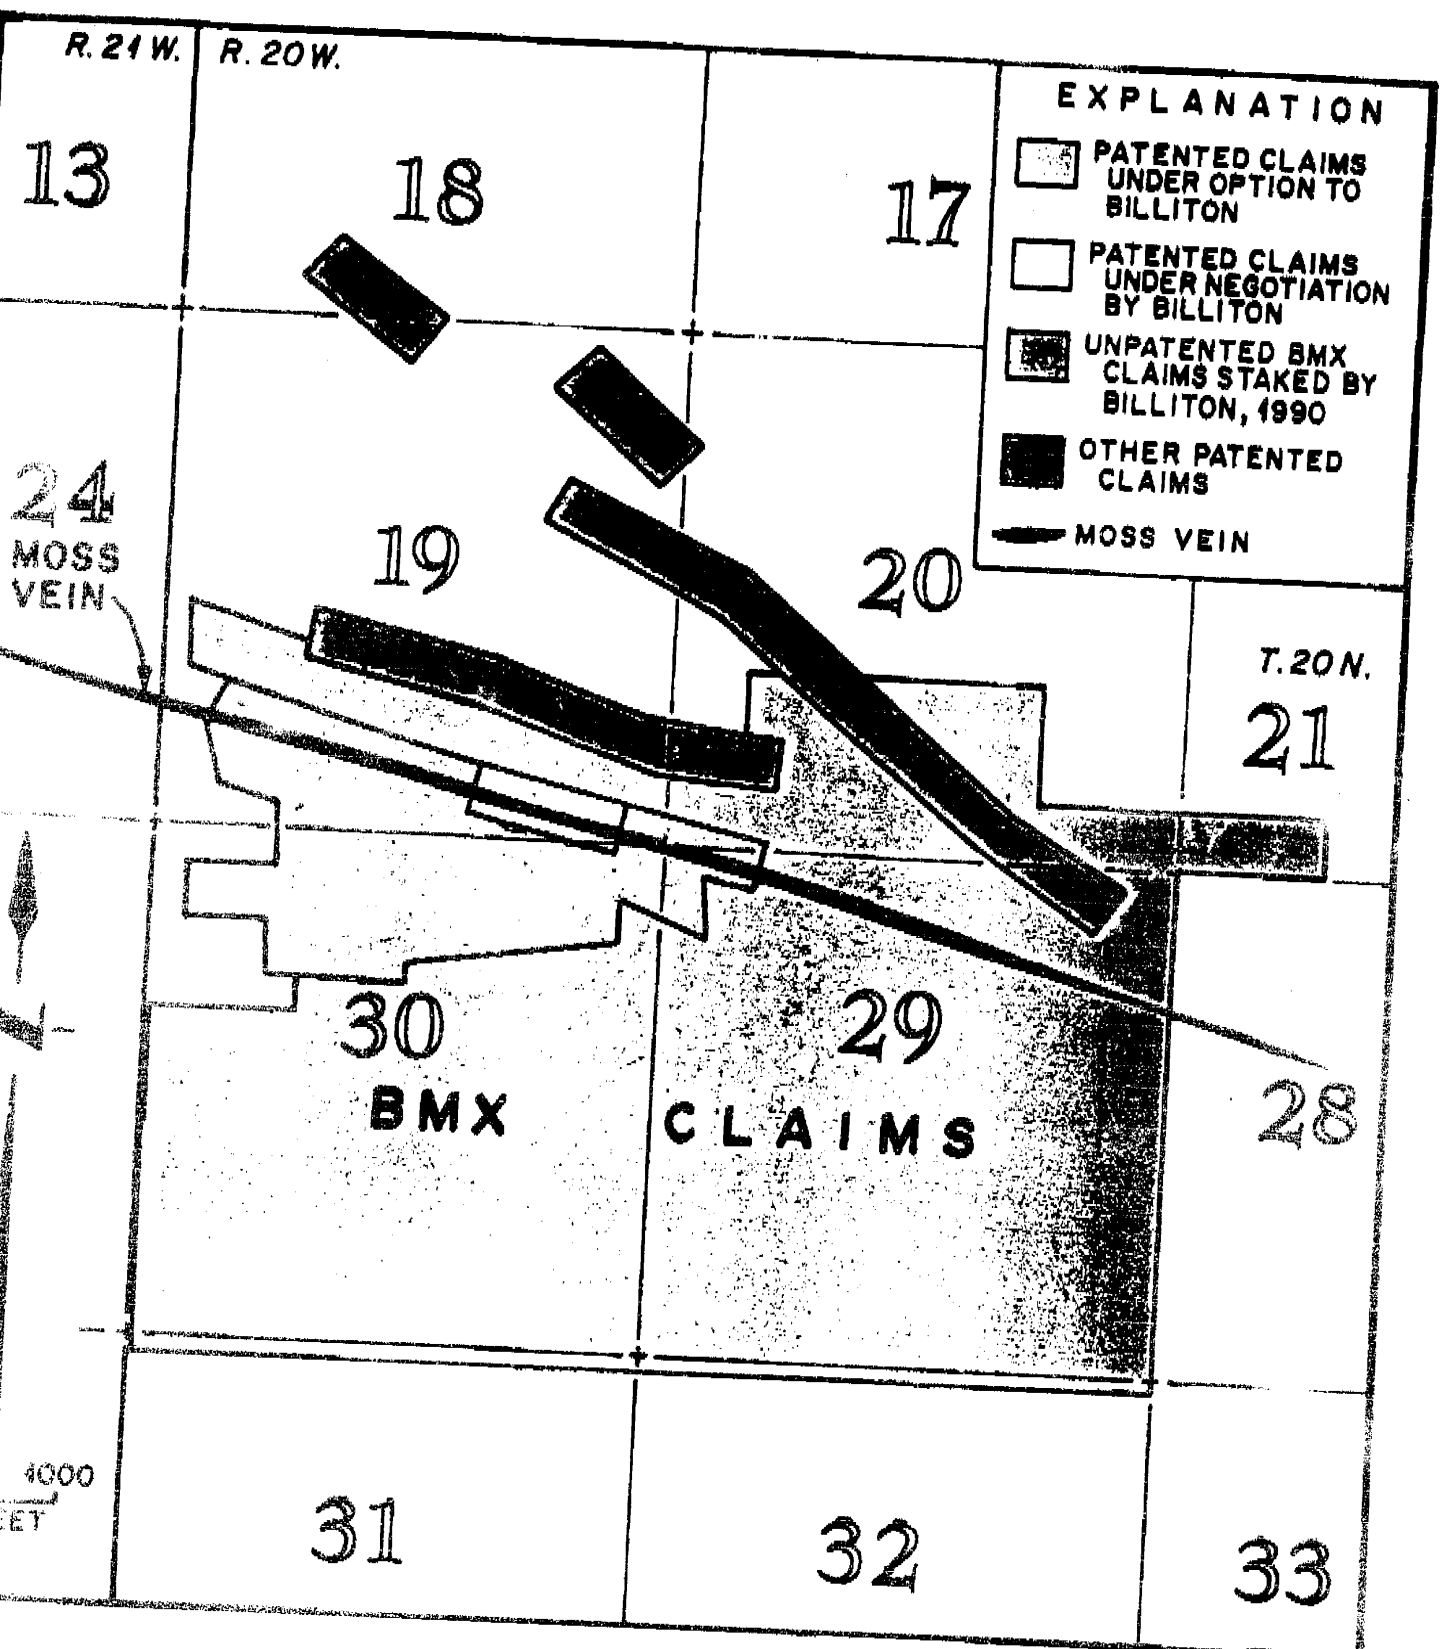 R. 21 W. R. 20 W.
EXPLANATION
PATENTED CLAIMS
UNDER OPTION TO
BILLITON
PATENTED CLAIMS
UNDER NEGOTIATION
BY BILLITON
UNPATENTED BMX
CLAIMS STAKED BY
BILLITON, 1990
OTHER PATENTED
CLAIMS
MOSS VEIN
13 18 17
24
MOSS
VEIN
19 20
T. 20 N.
21
30 29
BMX CLAIMS
28
4000
31 32 33